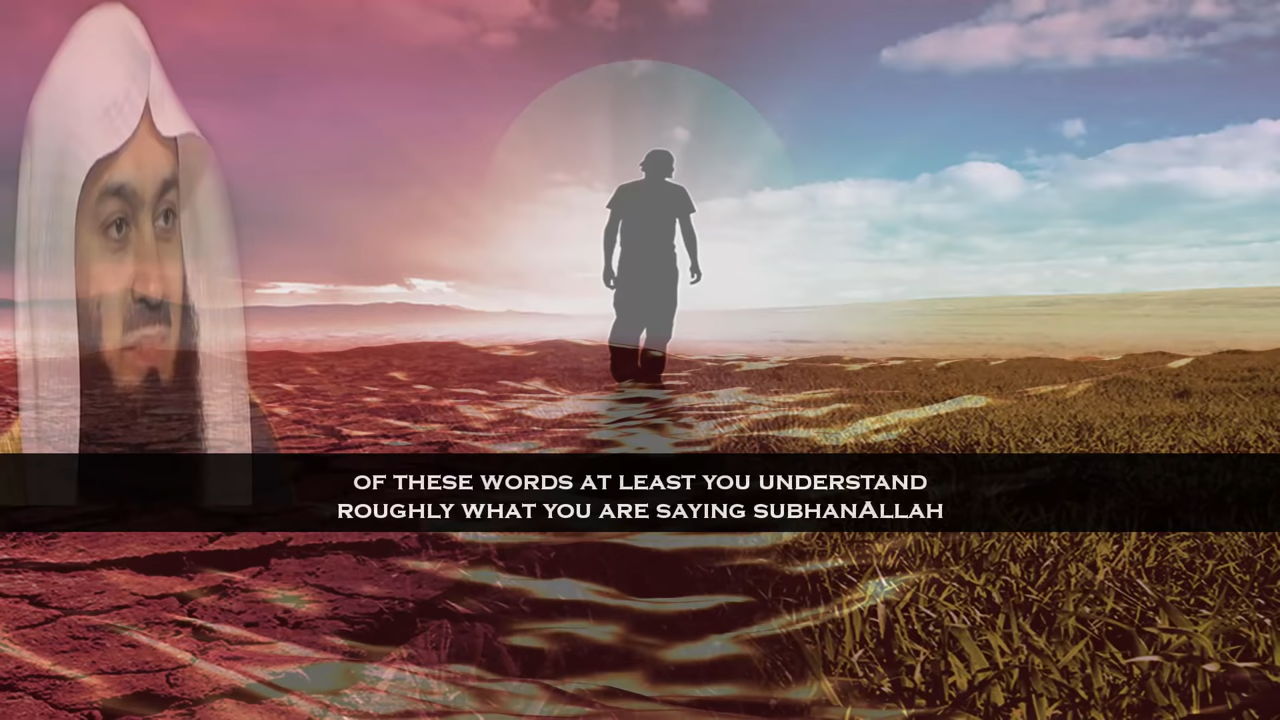 OF THESE WORDS AT LEAST YOU UNDERSTAND
ROUGHLY WHAT YOU ARE SAYING SUBHANALLAH